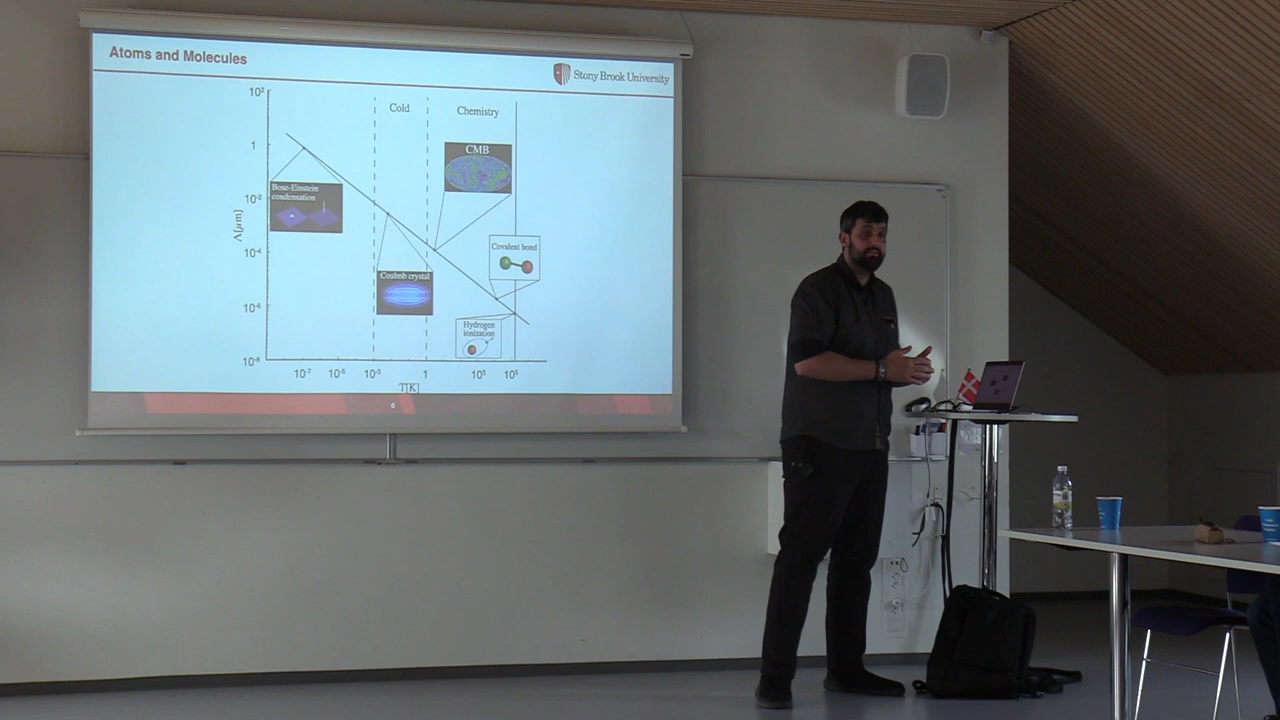 Atoms and Molecules
Stony Brook University
10²
1
10⁻²
10⁻⁴
10⁻⁶
10⁻⁸
Λ[μm]
Cold
Chemistry
CMB
Bose-Einstein
condensation
Covalent bond
Coulmb crystal
Hydrogen
ionization
10⁻⁷
10⁻⁵
10⁻³
1
10³
10⁵
T[K]
6